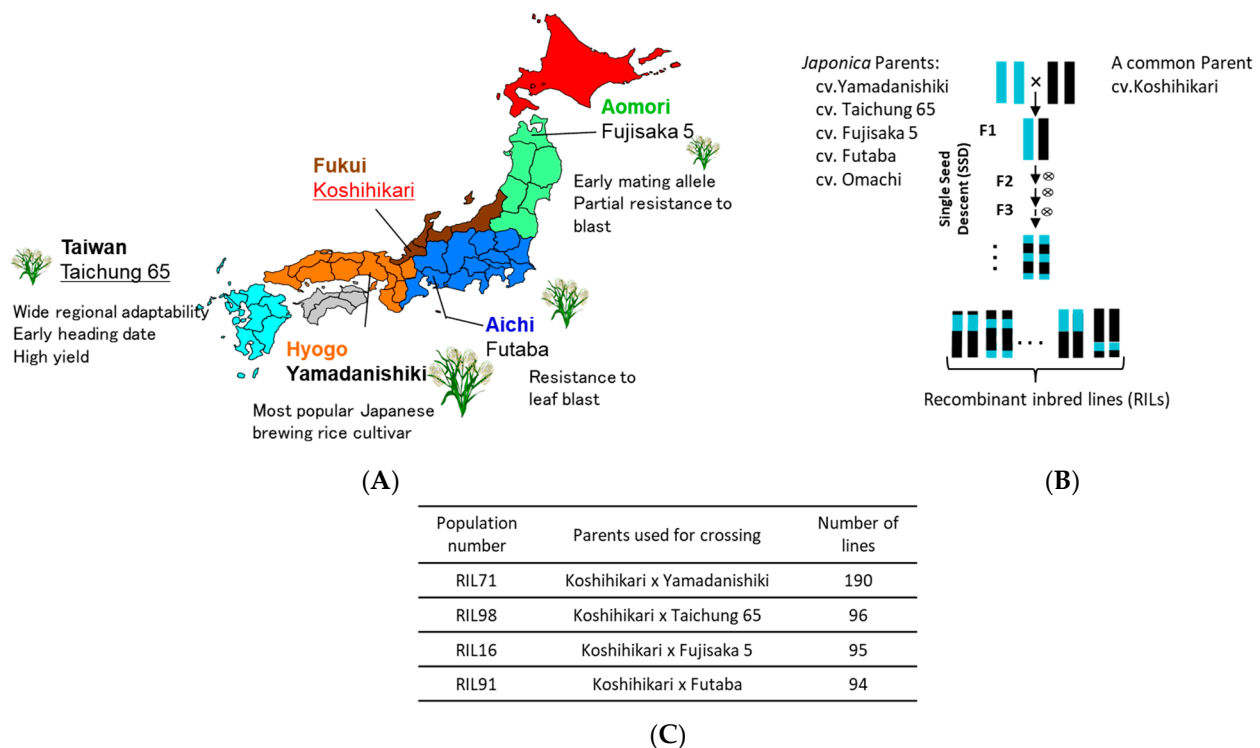 Aomori
Fujisaka 5
Early mating allele
Partial resistance to
blast
Fukui
Koshihikari
Taiwan
Taichung 65
Wide regional adaptability
Early heading date
High yield
Hyogo
Yamadanishiki
Most popular Japanese
brewing rice cultivar
Aichi
Futaba
Resistance to
leaf blast
(A)
Japonica Parents:
cv.Yamadanishiki
cv. Taichung 65
cv. Fujisaka 5
cv. Futaba
cv. Omachi
×
A common Parent
cv.Koshihikari
Single Seed
Descent (SSD)
F1
F2
F3
Recombinant inbred lines (RILs)
(B)
Population number	Parents used for crossing	Number of lines
RIL71	Koshihikari x Yamadanishiki	190
RIL98	Koshihikari x Taichung 65	96
RIL16	Koshihikari x Fujisaka 5	95
RIL91	Koshihikari x Futaba	94
(C)